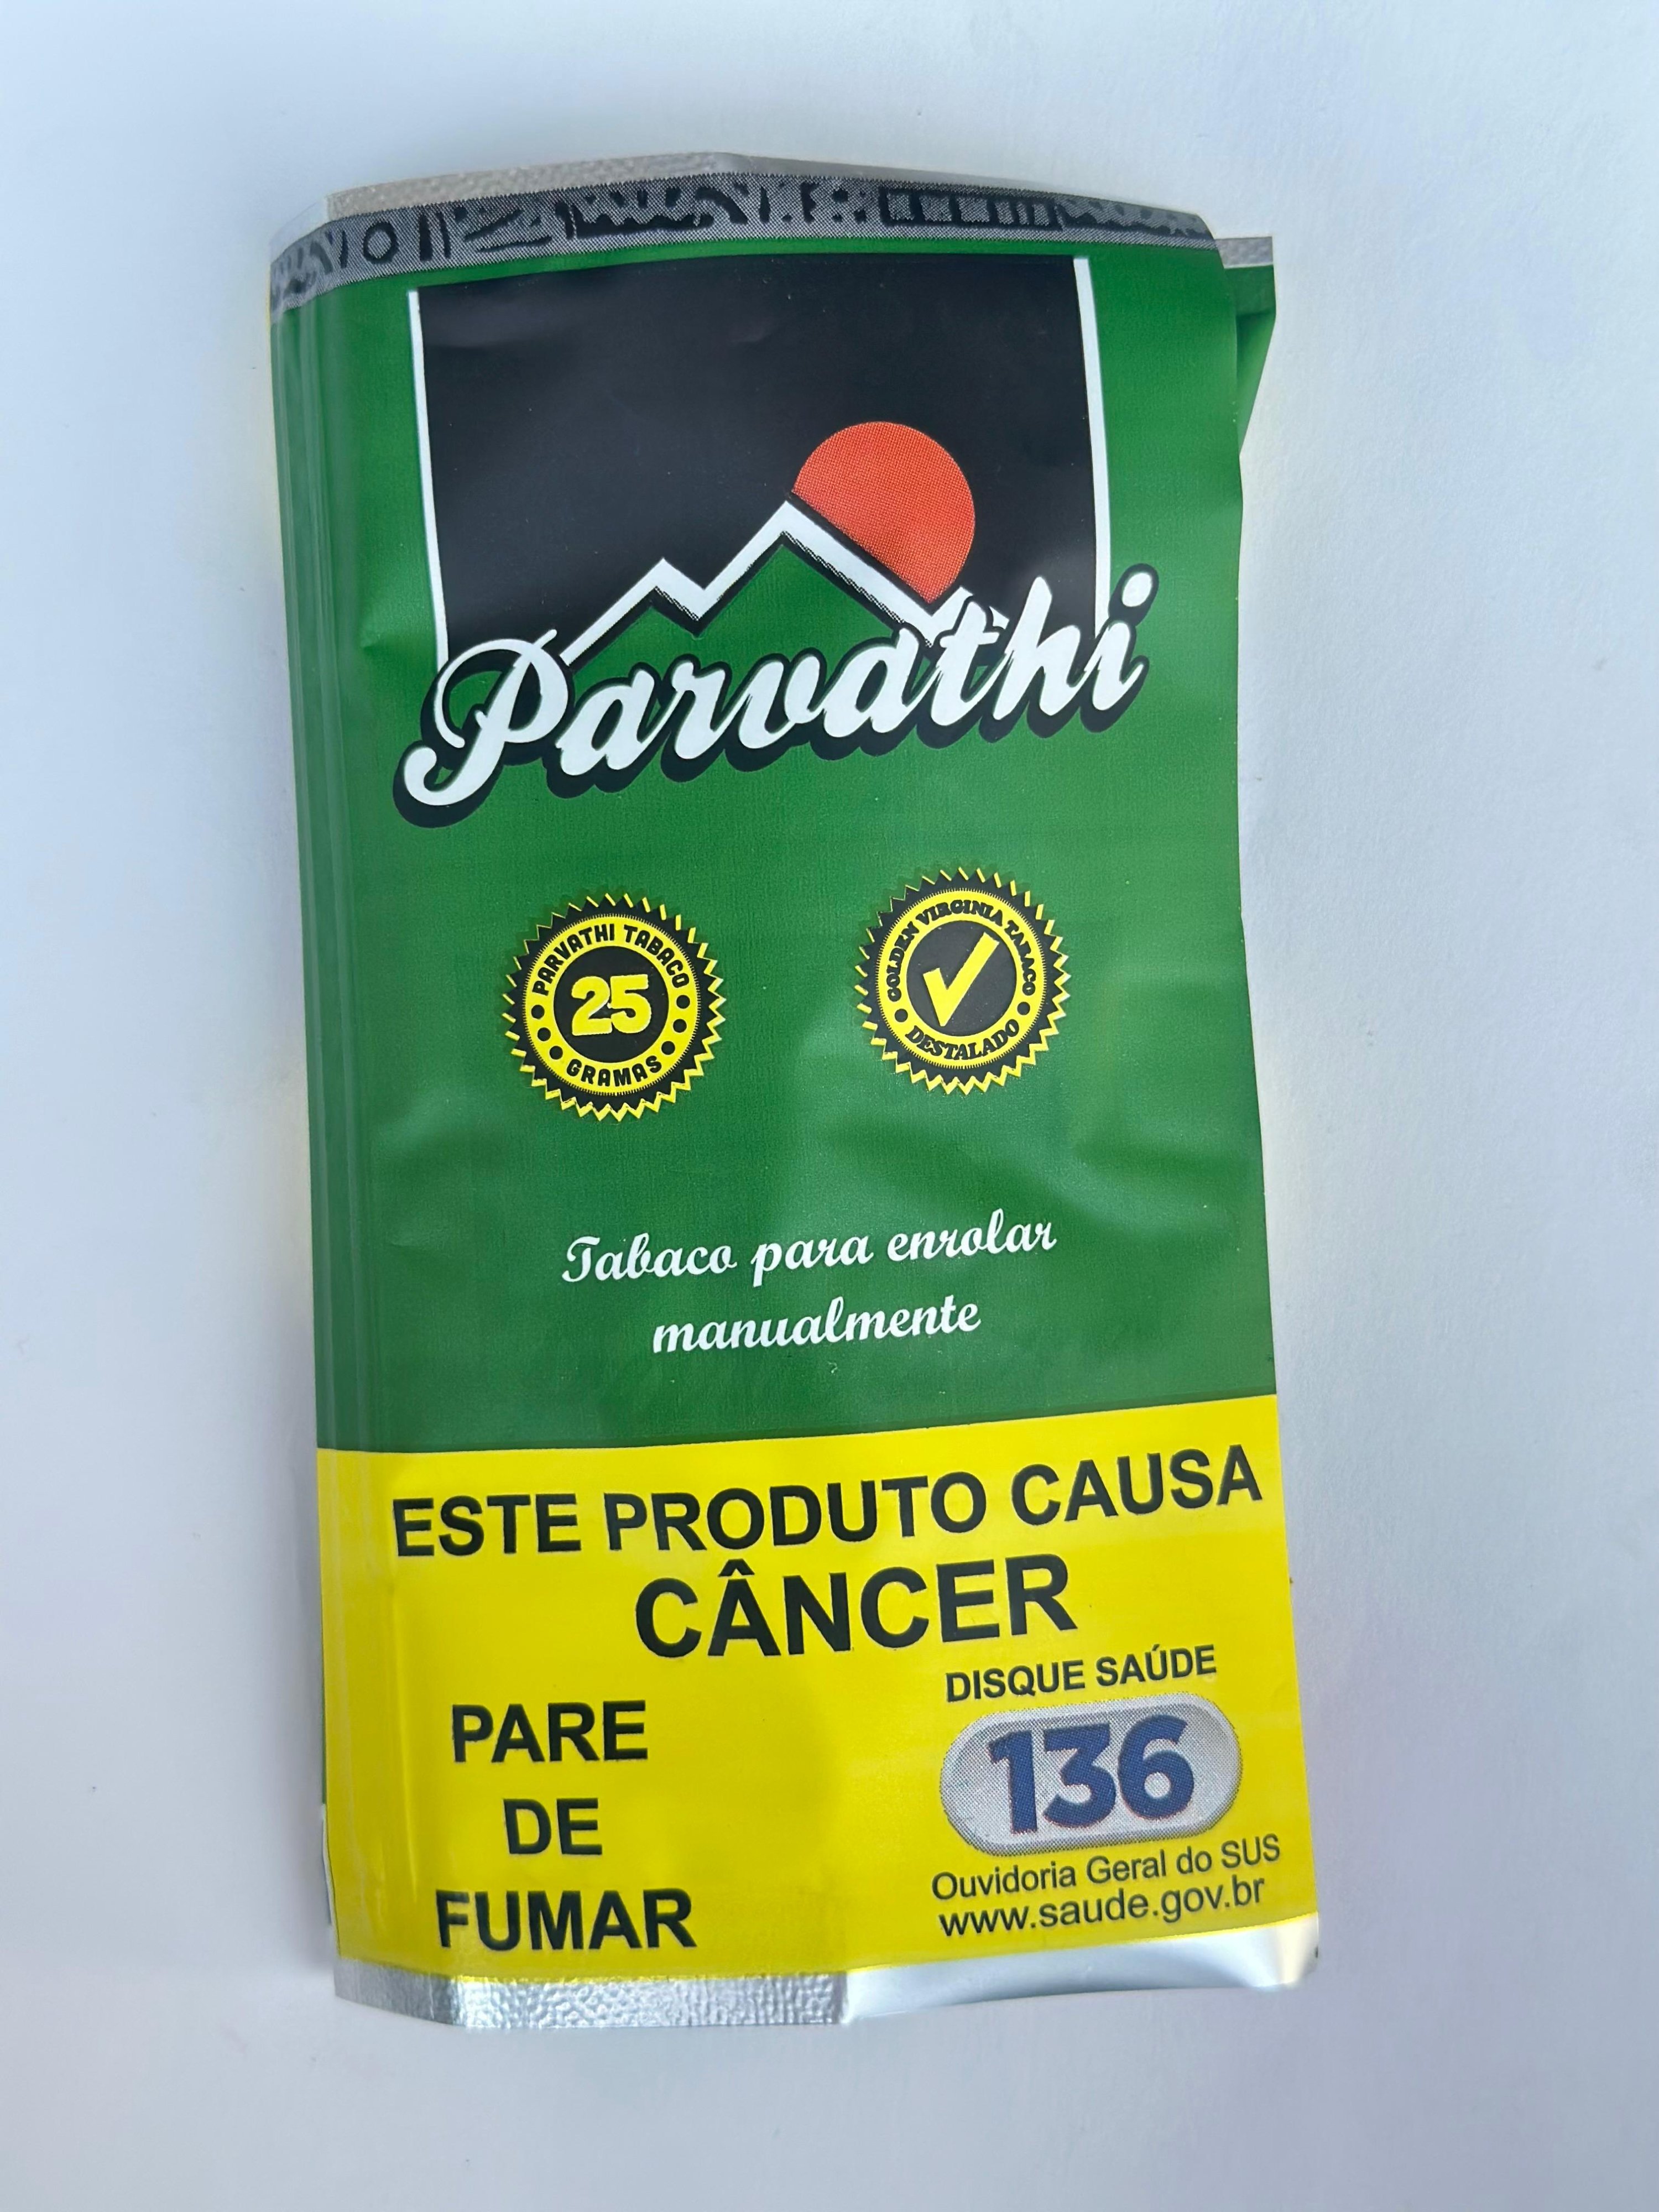 Parvathi
PARVATHI TABACO
25
GRAMAS
GOLDEN VIRGINIA TABACO
DESTALADO
Tabaco para enrolar
manualmente
ESTE PRODUTO CAUSA
CÂNCER
PARE
DE
FUMAR
DISQUE SAÚDE
136
Ouvidoria Geral do SUS
www.saude.gov.br